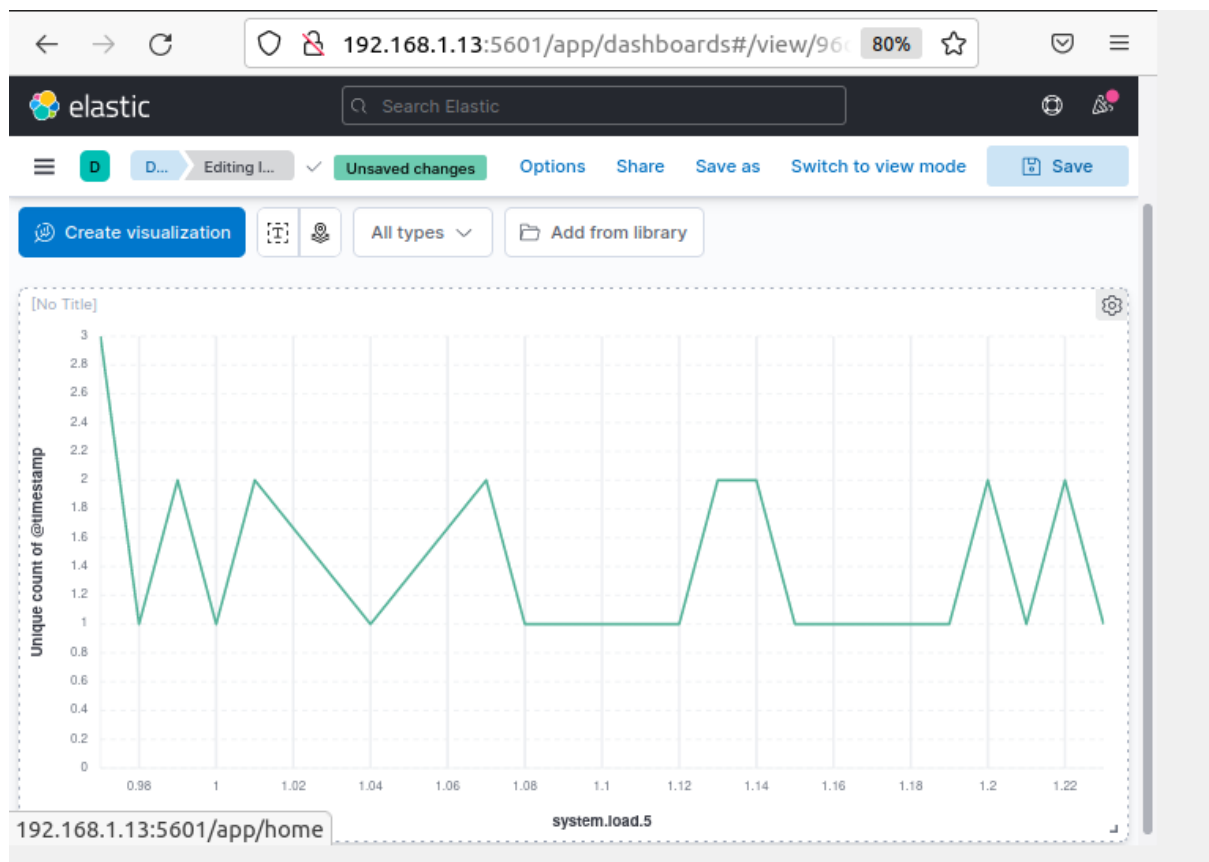 192.168.1.13:5601/app/dashboards#/view/96 80%
elastic Search Elastic
D D... Editing I... Unsaved changes Options Share Save as Switch to view mode Save
Create visualization T All types Add from library
[No Title]
3
2.8
2.6
2.4
2.2
2
1.8
1.6
1.4
1.2
1
0.8
0.6
0.4
0.2
0
Unique count of @timestamp
0.98 1 1.02 1.04 1.06 1.08 1.1 1.12 1.14 1.16 1.18 1.2 1.22
system.load.5
192.168.1.13:5601/app/home